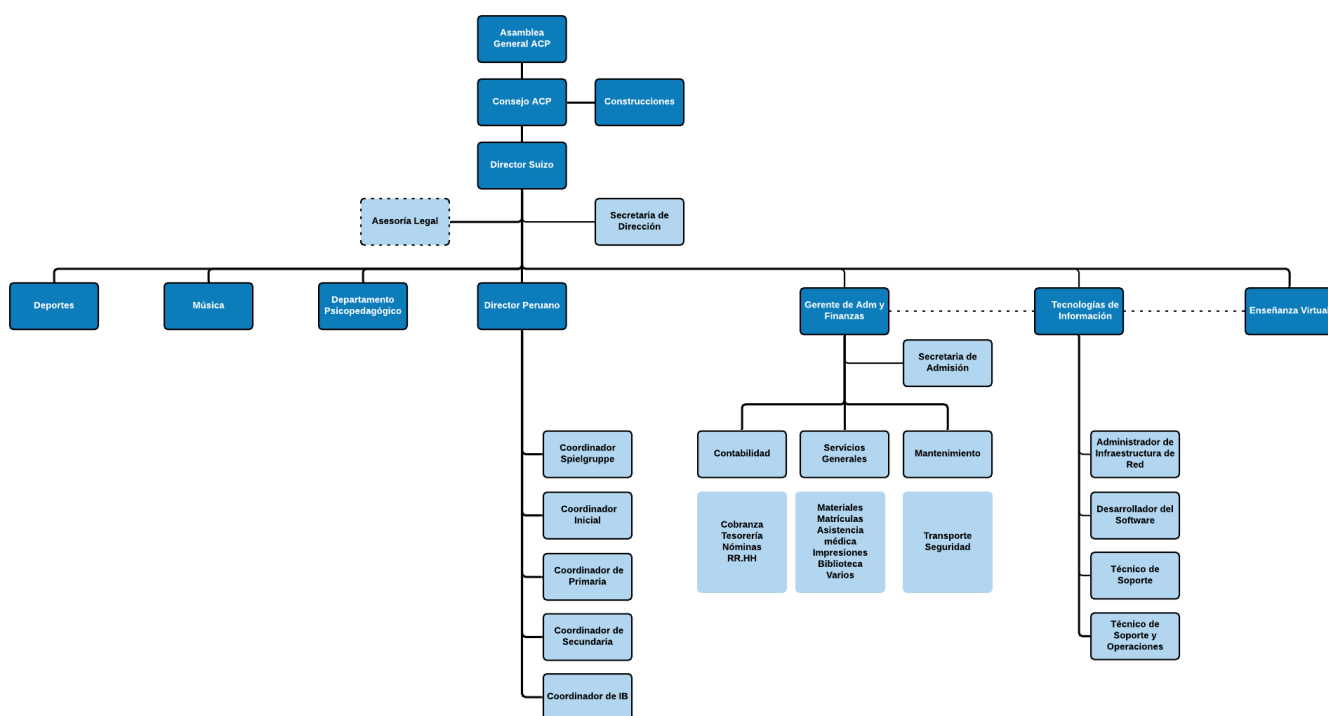 Asamblea
General ACP
Consejo ACP
Construcciones
Director Suizo
Asesoría Legal
Secretaria de
Dirección
Deportes
Música
Departamento
Psicopedagógico
Director Peruano
Gerente de Adm y
Finanzas
Tecnologías de
Información
Enseñanza Virtual
Secretaria de
Admisión
Coordinador
Spielgruppe
Coordinador
Inicial
Coordinador de
Primaria
Coordinador de
Secundaria
Coordinador de IB
Contabilidad
Servicios
Generales
Mantenimiento
Cobranza
Tesorería
Nóminas
RR.HH
Materiales
Matrículas
Asistencia
médica
Impresiones
Biblioteca
Varios
Transporte
Seguridad
Administrador de
Infraestructura de
Red
Desarrollador del
Software
Técnico de
Soporte
Técnico de
Soporte y
Operaciones